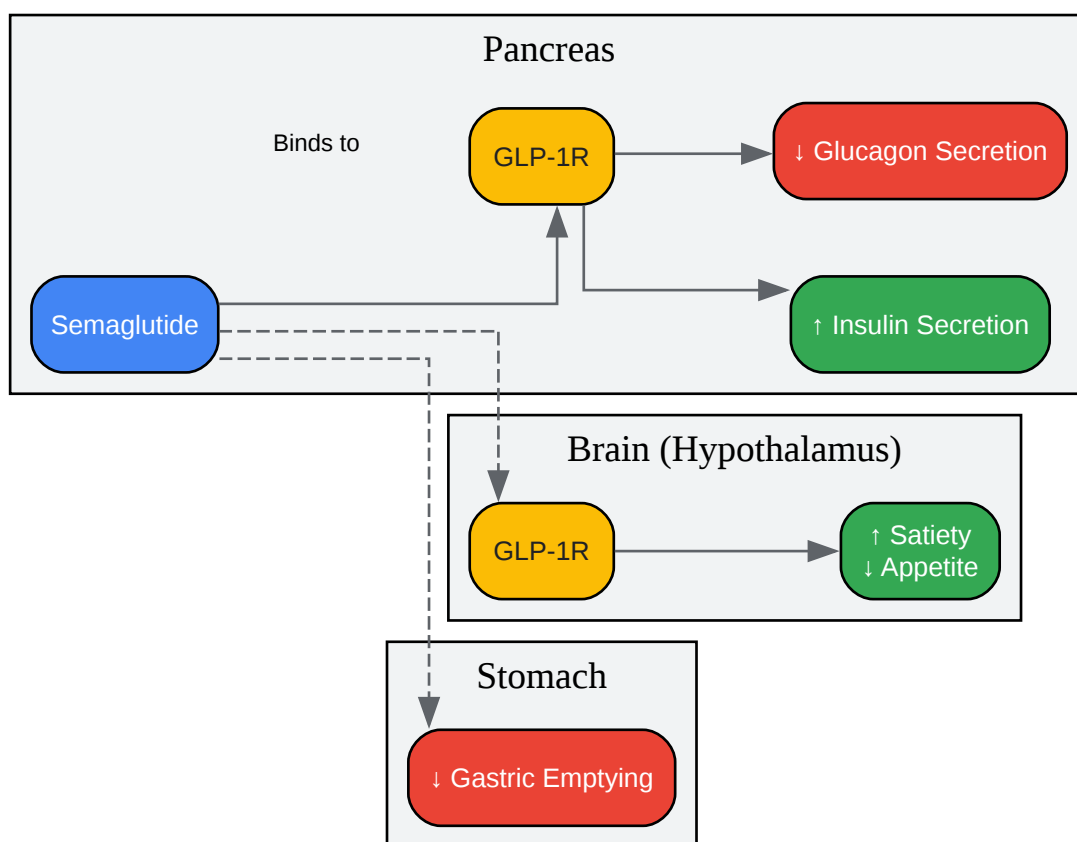 Pancreas
Binds to
GLP-1R
↓ Glucagon Secretion
Semaglutide
↑ Insulin Secretion
Brain (Hypothalamus)
GLP-1R
↑ Satiety
↓ Appetite
Stomach
↓ Gastric Emptying